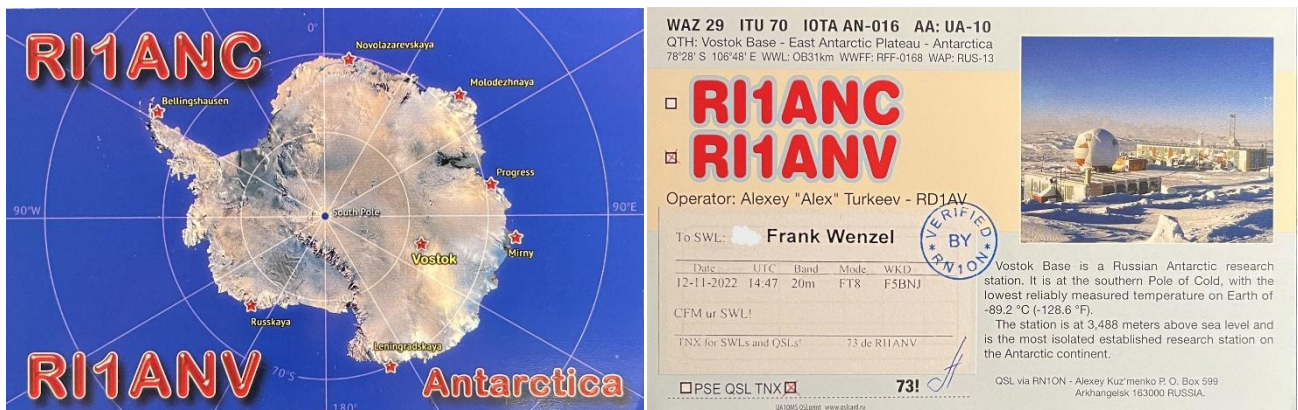 RI1ANC
0°
Novolazarevskaya
Molodezhnaya
Bellingshausen
Progress
90°W
South Pole
90°E
Vostok
Mirny
Russkaya
Leningradskaya
70°S
RI1ANV
Antarctica
180°
WAZ 29 ITU 70 IOTA AN-016 AA: UA-10
QTH: Vostok Base - East Antarctic Plateau - Antarctica
78°28' S 106°48' E WWL: OB31km WWFF: RFF-0168 WAP: RUS-13
RI1ANC
RI1ANV
Operator: Alexey "Alex" Turkeev - RD1AV
To SWL: Frank Wenzel
VERIFIED
BY
RN1ON
Date UTC Band Mode WKD
12-11-2022 14:47 20m FT8 F5BNJ
CFM ur SWL!
TNX for SWLs and QSLs! 73 de RI1ANV
PSE QSL TNX
73!
Vostok Base is a Russian Antarctic research
station. It is at the southern Pole of Cold, with the
lowest reliably measured temperature on Earth of
-89.2 °C (-128.6 °F).
The station is at 3,488 meters above sea level and
is the most isolated established research station on
the Antarctic continent.
QSL via RN1ON - Alexey Kuz'menko P. O. Box 599
Arkhangelsk 163000 RUSSIA.
www.qslcard.ru